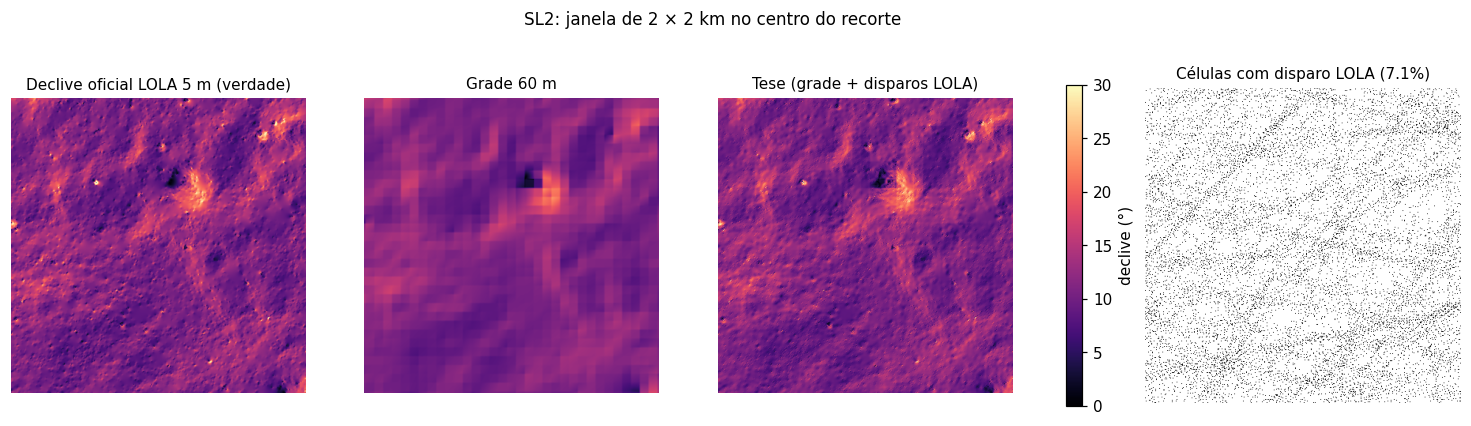 SL2: janela de 2 × 2 km no centro do recorte
Declive oficial LOLA 5 m (verdade)
Grade 60 m
Tese (grade + disparos LOLA)
Células com disparo LOLA (7.1%)
30
25
20
15
10
5
0
declive (°)